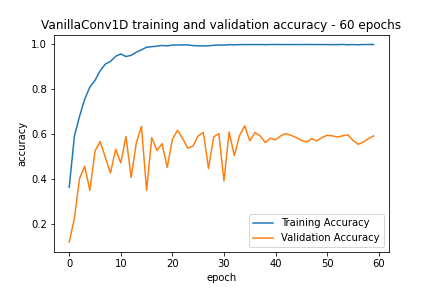 VanillaConv1D training and validation accuracy - 60 epochs
1.0
0.8
0.6
0.4
0.2
accuracy
0 10 20 30 40 50 60
epoch
Training Accuracy
Validation Accuracy